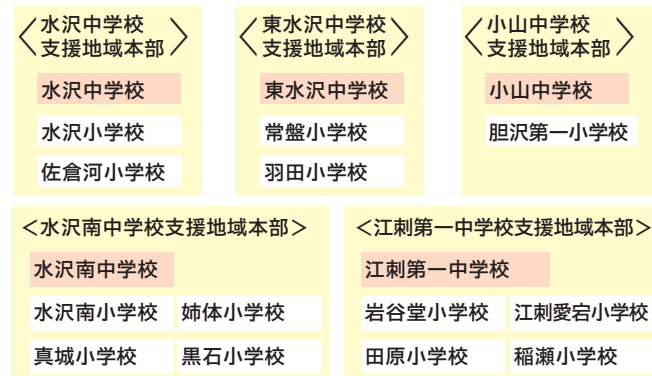 〈水沢中学校
支援地域本部〉
水沢中学校
水沢小学校
佐倉河小学校
〈東水沢中学校
支援地域本部〉
東水沢中学校
常盤小学校
羽田小学校
〈小山中学校
支援地域本部〉
小山中学校
胆沢第一小学校
＜水沢南中学校支援地域本部＞
水沢南中学校
水沢南小学校 姉体小学校
真城小学校 黒石小学校
＜江刺第一中学校支援地域本部＞
江刺第一中学校
岩谷堂小学校 江刺愛宕小学校
田原小学校 稲瀬小学校